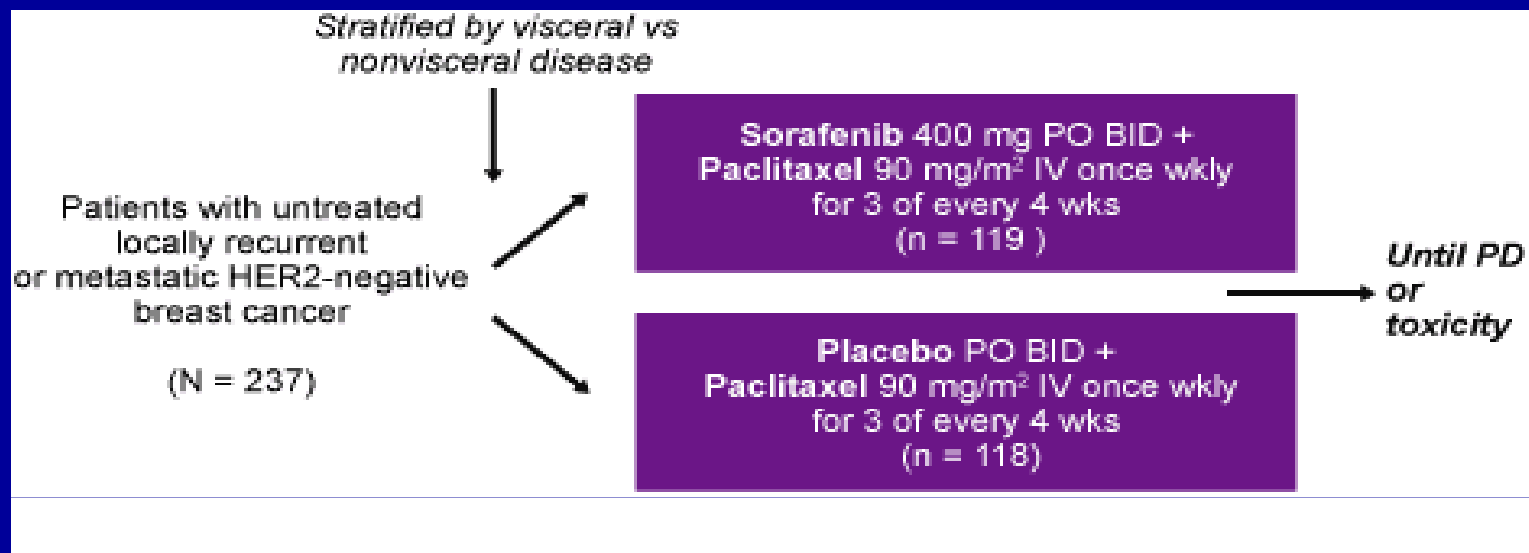 Stratified by visceral vs
nonvisceral disease
Patients with untreated
locally recurrent
or metastatic HER2-negative
breast cancer
(N = 237)
Sorafenib 400 mg PO BID +
Paclitaxel 90 mg/m² IV once wkly
for 3 of every 4 wks
(n = 119 )
Placebo PO BID +
Paclitaxel 90 mg/m² IV once wkly
for 3 of every 4 wks
(n = 118)
Until PD
or
toxicity